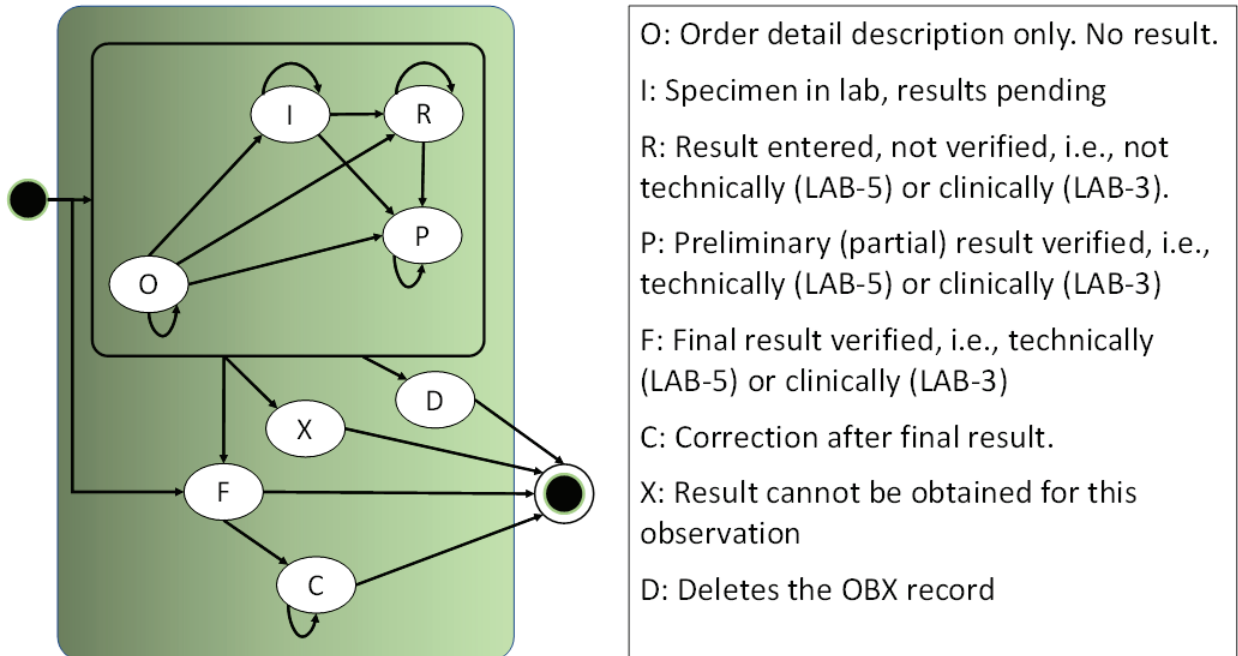 I
R
P
O
D
X
F
C
O: Order detail description only. No result.
I: Specimen in lab, results pending
R: Result entered, not verified, i.e., not
technically (LAB-5) or clinically (LAB-3).
P: Preliminary (partial) result verified, i.e.,
technically (LAB-5) or clinically (LAB-3)
F: Final result verified, i.e., technically
(LAB-5) or clinically (LAB-3)
C: Correction after final result.
X: Result cannot be obtained for this
observation
D: Deletes the OBX record